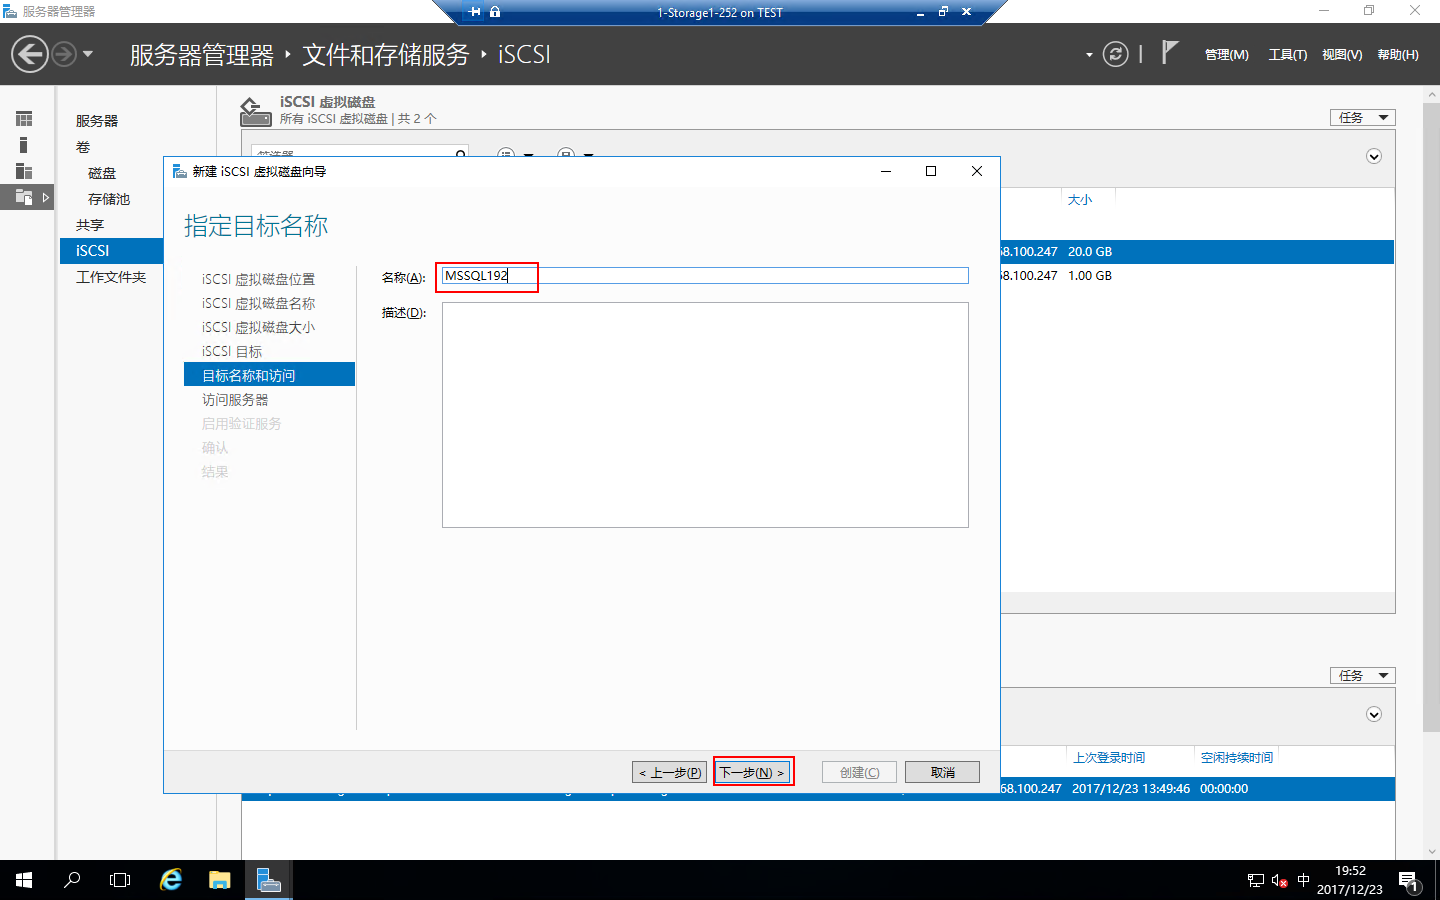 服务器管理器
1-Storage1-252 on TEST
服务器管理器 ‣ 文件和存储服务 ‣ iSCSI
管理(M) 工具(T) 视图(V) 帮助(H)
服务器
卷
磁盘
存储池
共享
iSCSI
工作文件夹
iSCSI 虚拟磁盘
所有 iSCSI 虚拟磁盘 | 共 2 个
任务
大小
68.100.247 20.0 GB
68.100.247 1.00 GB
新建 iSCSI 虚拟磁盘向导
指定目标名称
iSCSI 虚拟磁盘位置
iSCSI 虚拟磁盘名称
iSCSI 虚拟磁盘大小
iSCSI 目标
目标名称和访问
访问服务器
启用验证服务
确认
结果
名称(A):
MSSQL192
描述(D):
< 上一步(P)
下一步(N) >
创建(C)
取消
任务
上次登录时间 空闲持续时间
68.100.247 2017/12/23 13:49:46 00:00:00
中
19:52
2017/12/23
1